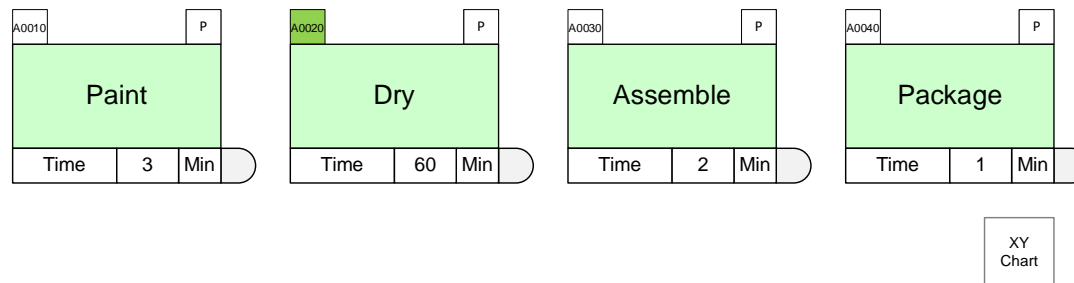 A0010 P A0020 P A0030 P A0040 P
Paint Dry Assemble Package
Time 3 Min Time 60 Min Time 2 Min Time 1 Min
XY
Chart